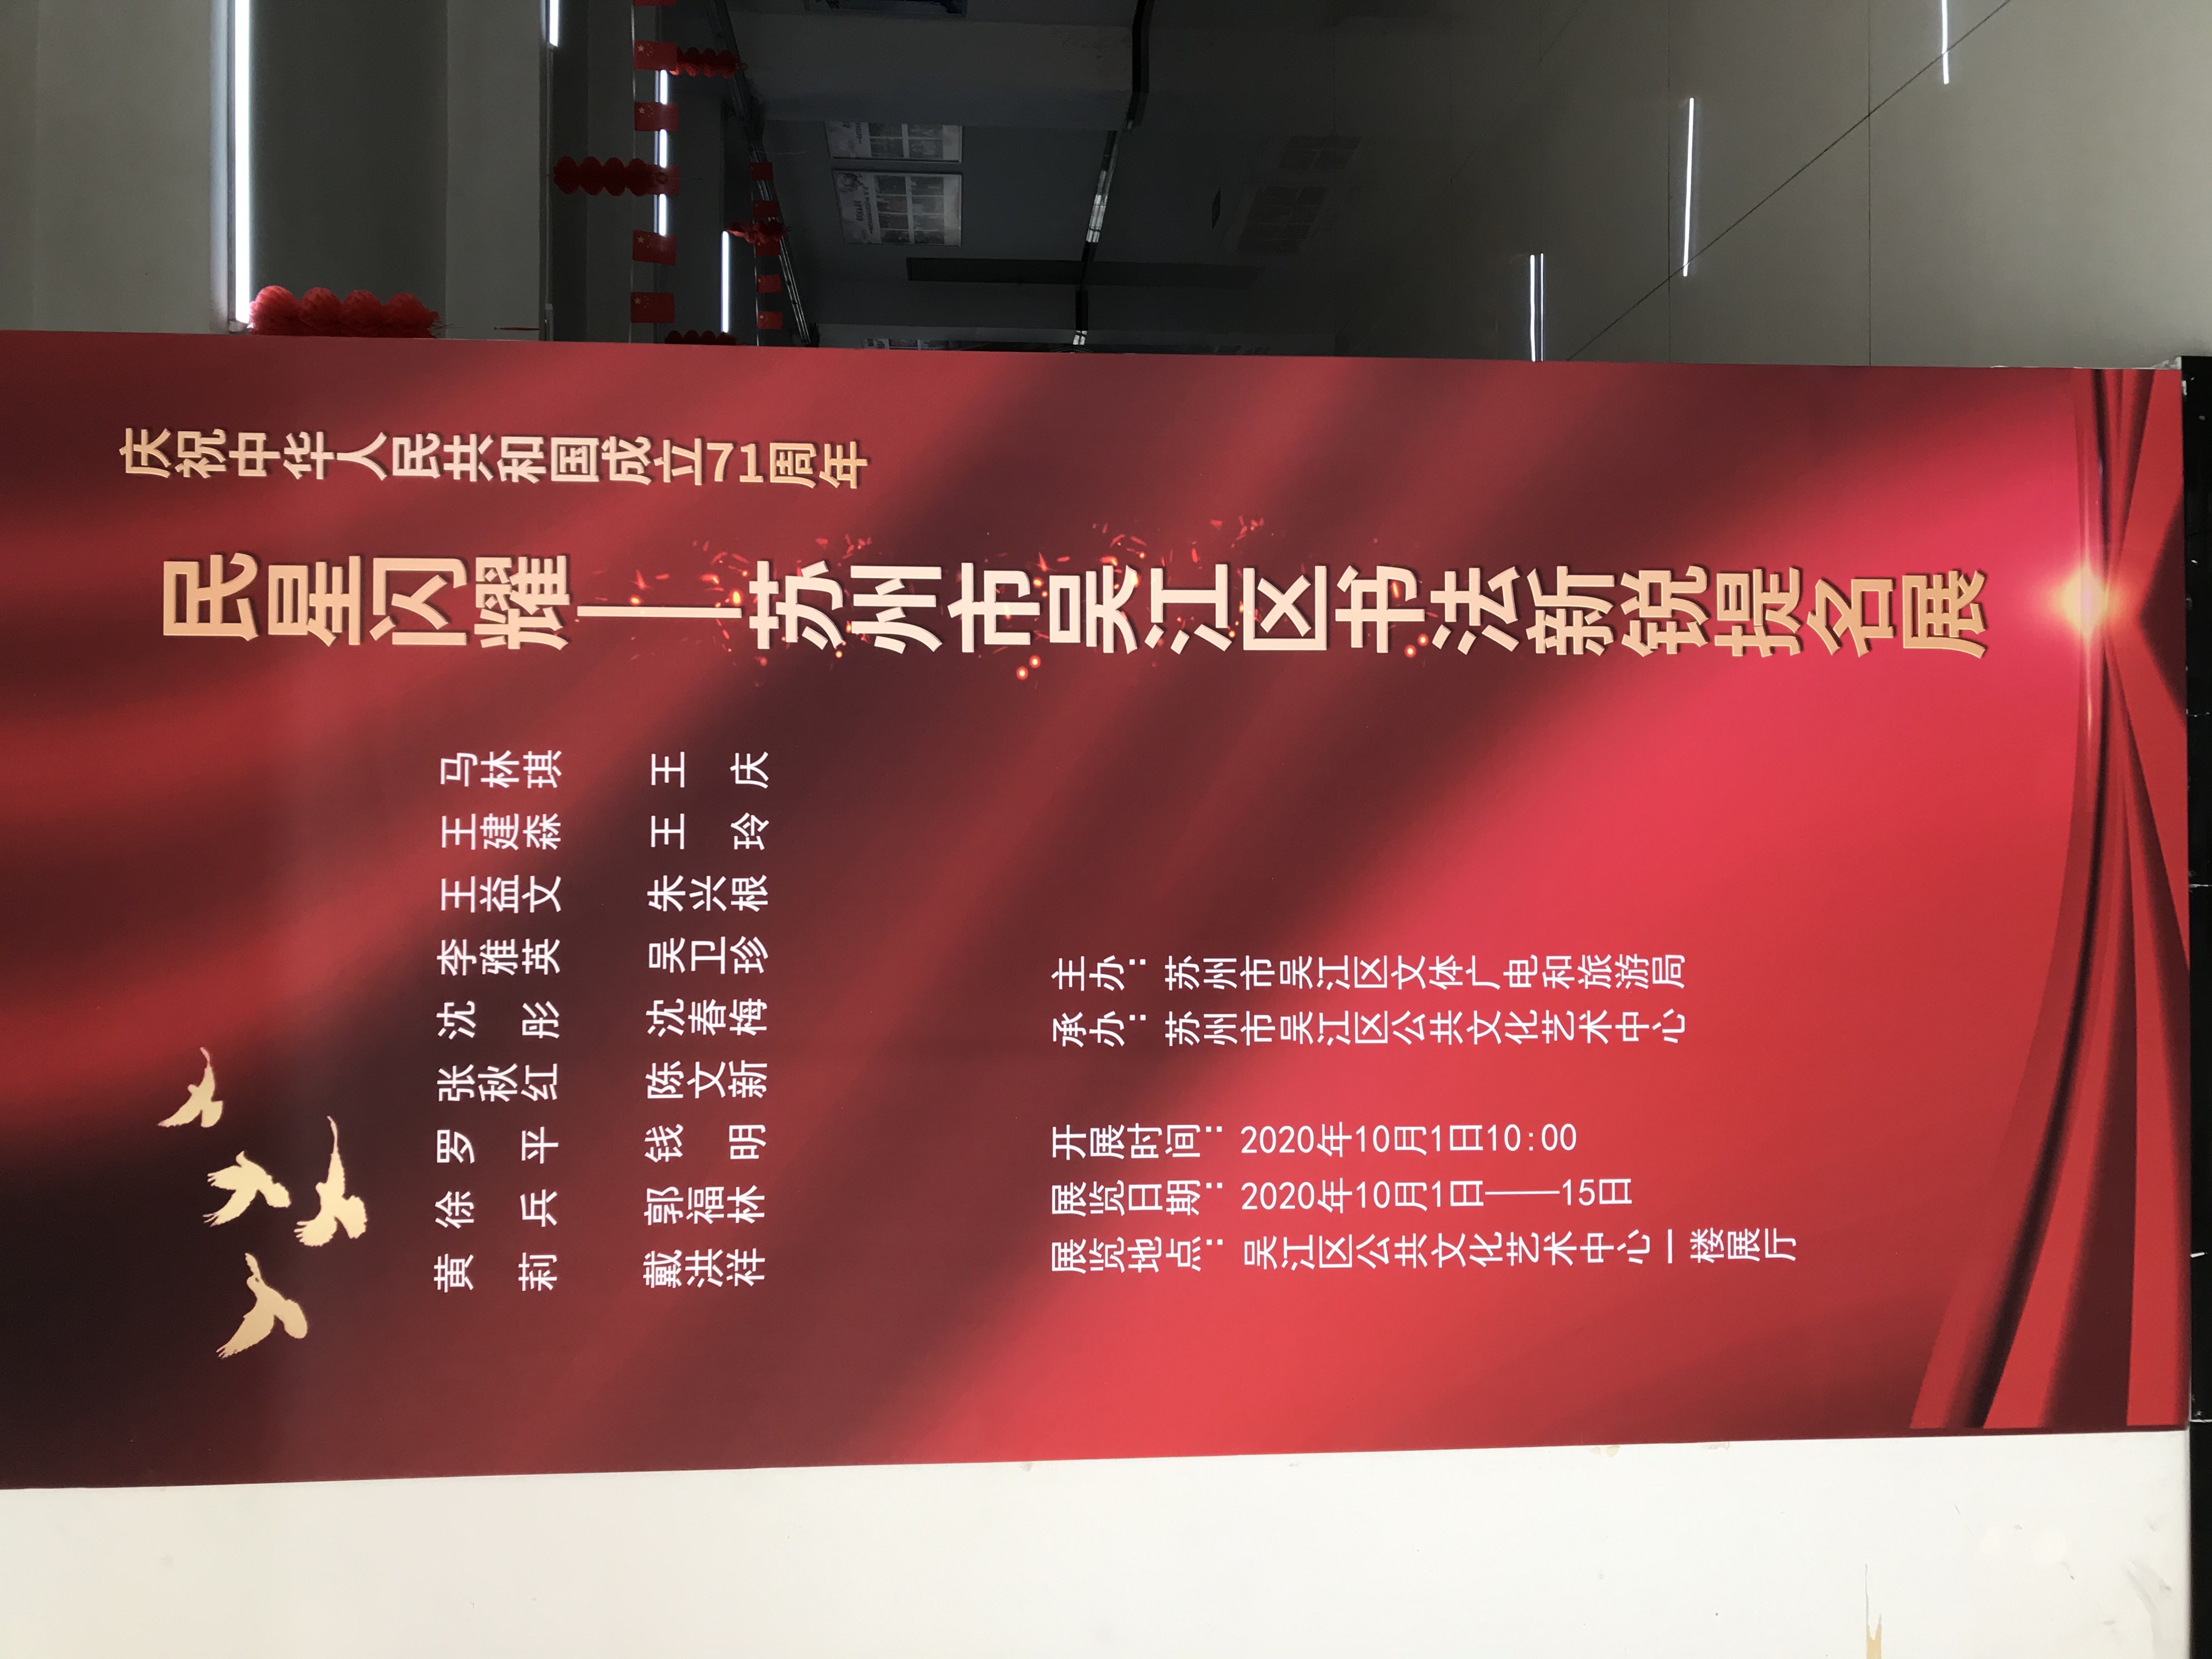 庆祝中华人民共和国成立71周年
民星闪耀——苏州市吴江区书法新锐提名展
马林琪 王 庆
王建森 王 玲
王益文 朱兴根
李雅英 吴卫珍
沈 彤 沈春梅
张秋红 陈文新
罗 平 钱 明
徐 兵 郭福林
黄 莉 戴洪祥
主办：苏州市吴江区文体广电和旅游局
承办：苏州市吴江区公共文化艺术中心
开展时间：2020年10月1日10:00
展览日期：2020年10月1日——15日
展览地点：吴江区公共文化艺术中心一楼展厅